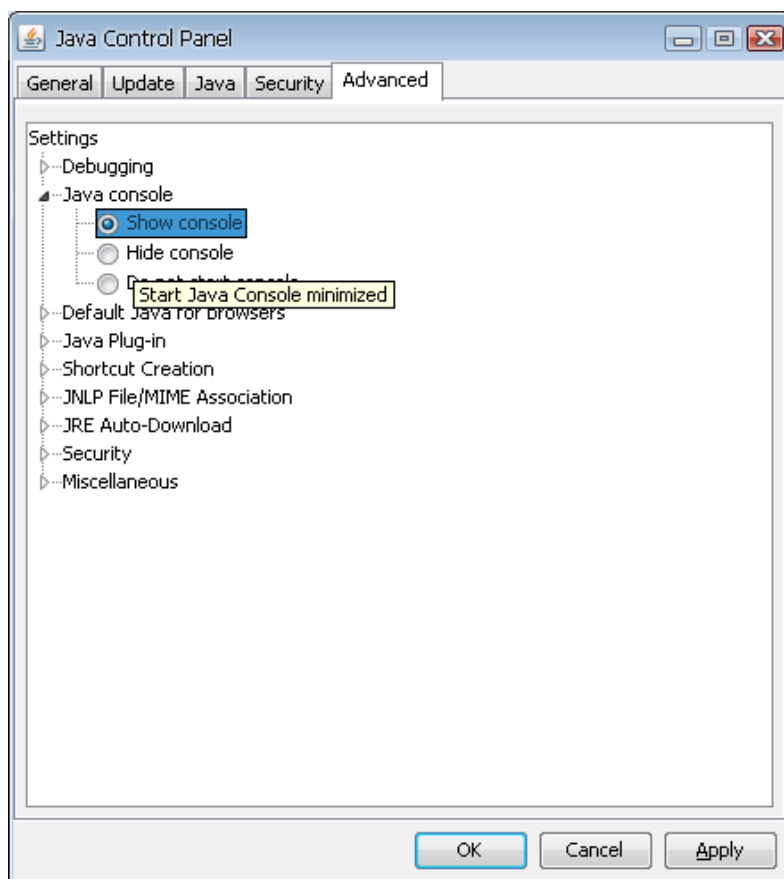 Java Control Panel
General Update Java Security Advanced
Settings
Debugging
Java console
Show console
Hide console
Start Java Console minimized
Default Java for browsers
Java Plug-in
Shortcut Creation
JNLP File/MIME Association
JRE Auto-Download
Security
Miscellaneous
OK Cancel Apply